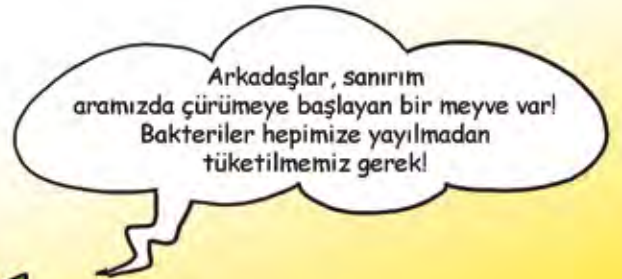 Arkadaşlar, sanırım
aramızda çürümeye başlayan bir meyve var!
Bakteriler hepimize yayılmadan
tüketilmemiz gerek!